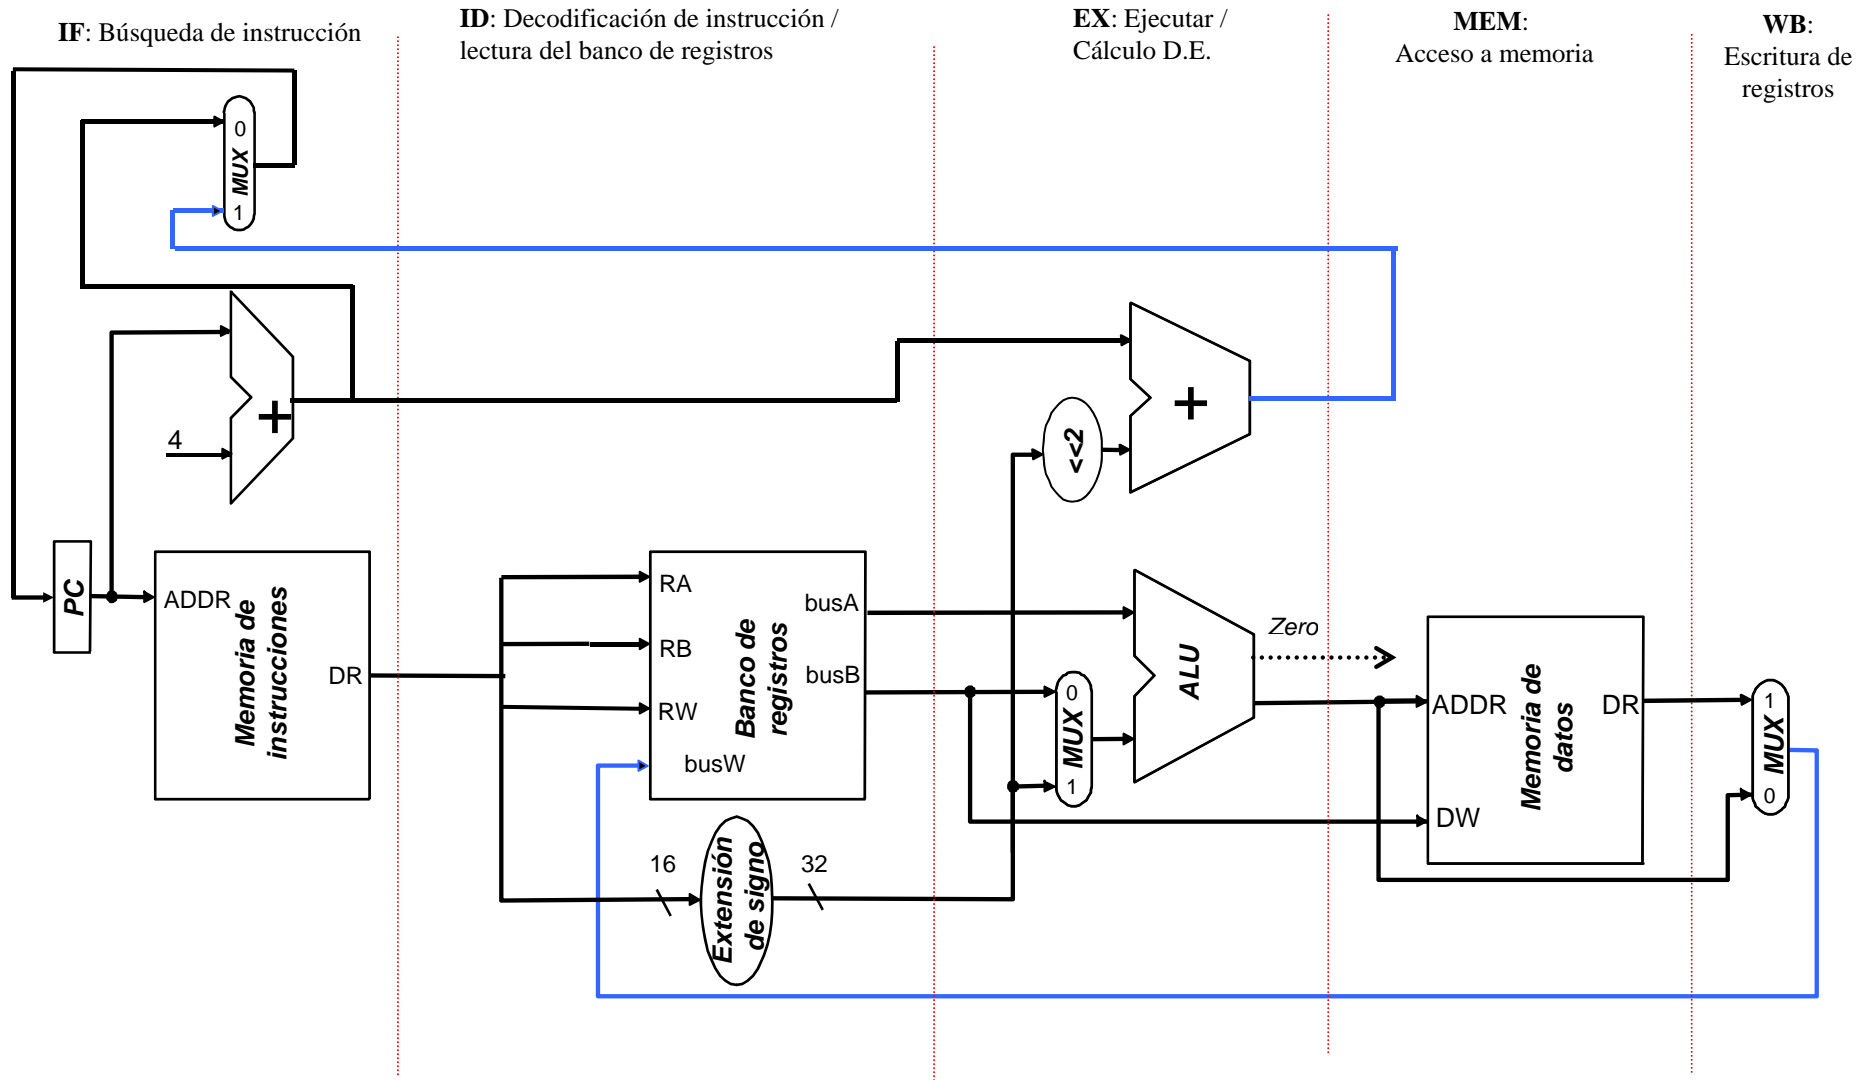 IF: Búsqueda de instrucción
ID: Decodificación de instrucción /
lectura del banco de registros
EX: Ejecutar /
Cálculo D.E.
MEM:
Acceso a memoria
WB:
Escritura de
registros
0
MUX
1
+
4
+
<<2
PC
ADDR
Memoria de
instrucciones
DR
RA
RB
RW
busW
Banco de
registros
busA
busB
0
MUX
1
ALU
Zero
ADDR
DW
Memoria de
datos
DR
1
MUX
0
16
Extensión
de signo
32